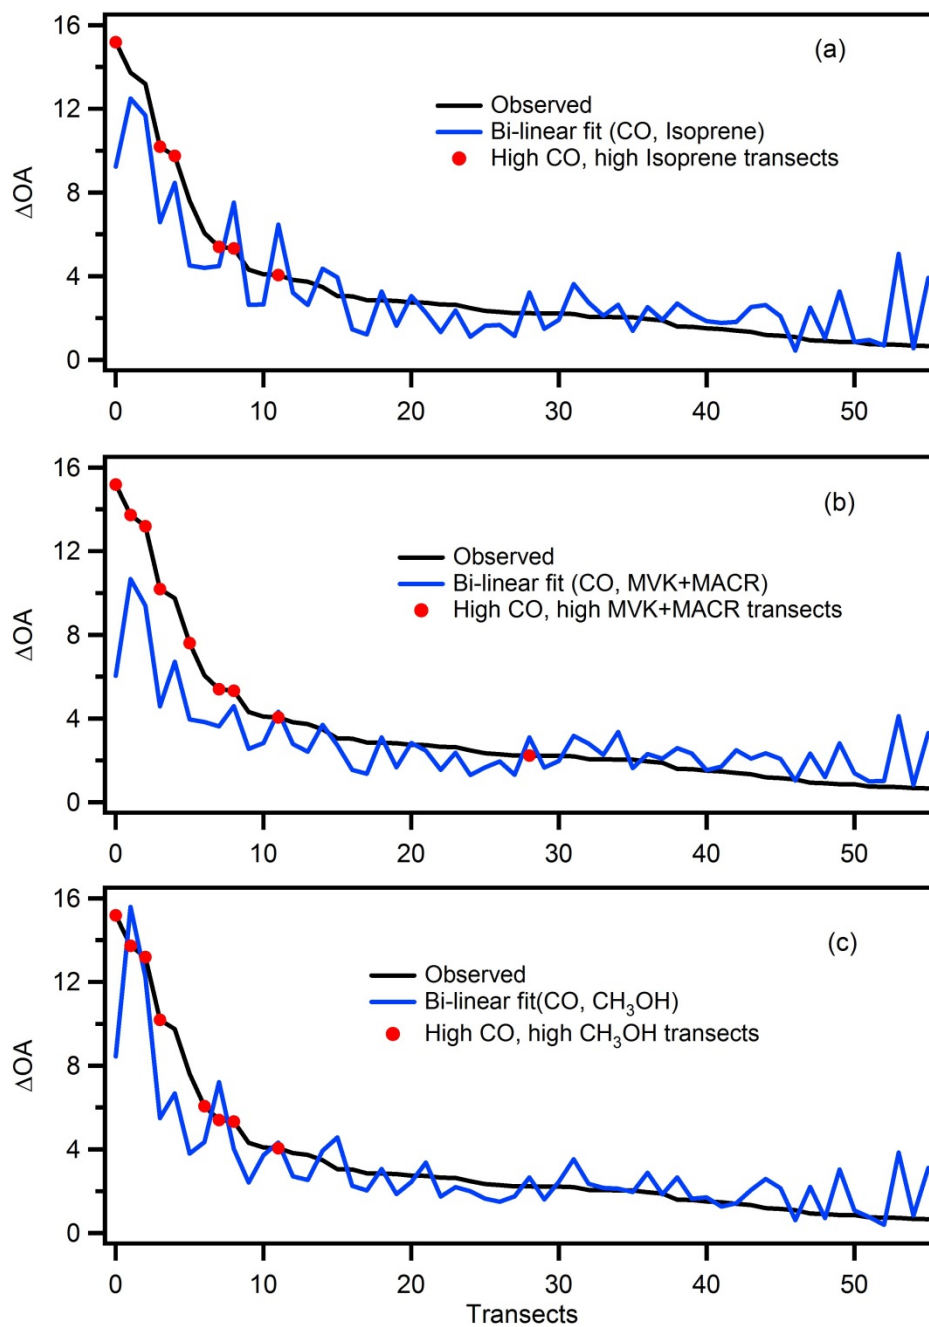 16
(a)
12
Observed
Bi-linear fit (CO, Isoprene)
High CO, high Isoprene transects
ΔOA
8
4
0
0 10 20 30 40 50
16
(b)
12
Observed
Bi-linear fit (CO, MVK+MACR)
High CO, high MVK+MACR transects
ΔOA
8
4
0
0 10 20 30 40 50
16
(c)
12
Observed
Bi-linear fit(CO, CH₃OH)
High CO, high CH₃OH transects
ΔOA
8
4
0
0 10 20 30 40 50
Transects